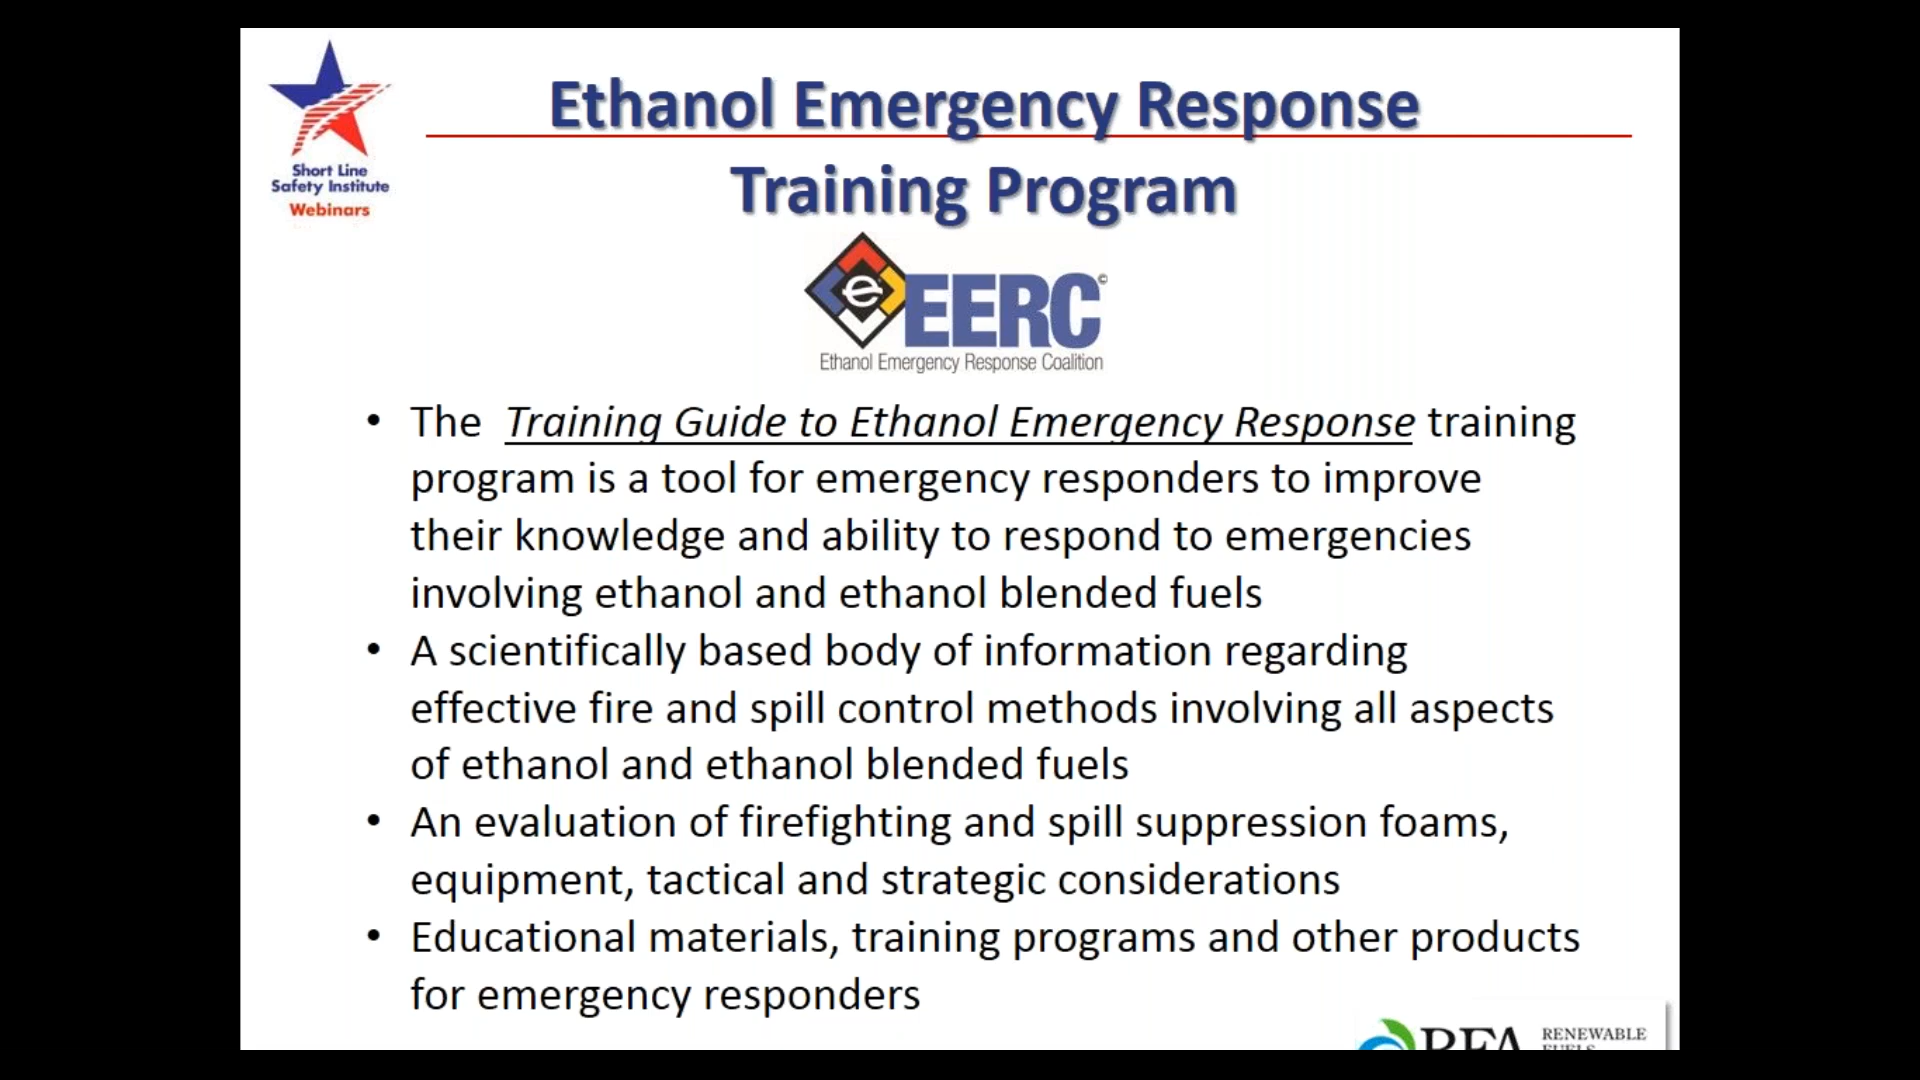 Ethanol Emergency Response
Training Program
Short Line
Safety Institute
Webinars
e EERC©
Ethanol Emergency Response Coalition
• The Training Guide to Ethanol Emergency Response training
program is a tool for emergency responders to improve
their knowledge and ability to respond to emergencies
involving ethanol and ethanol blended fuels
• A scientifically based body of information regarding
effective fire and spill control methods involving all aspects
of ethanol and ethanol blended fuels
• An evaluation of firefighting and spill suppression foams,
equipment, tactical and strategic considerations
• Educational materials, training programs and other products
for emergency responders
RFA RENEWABLE
FUELS